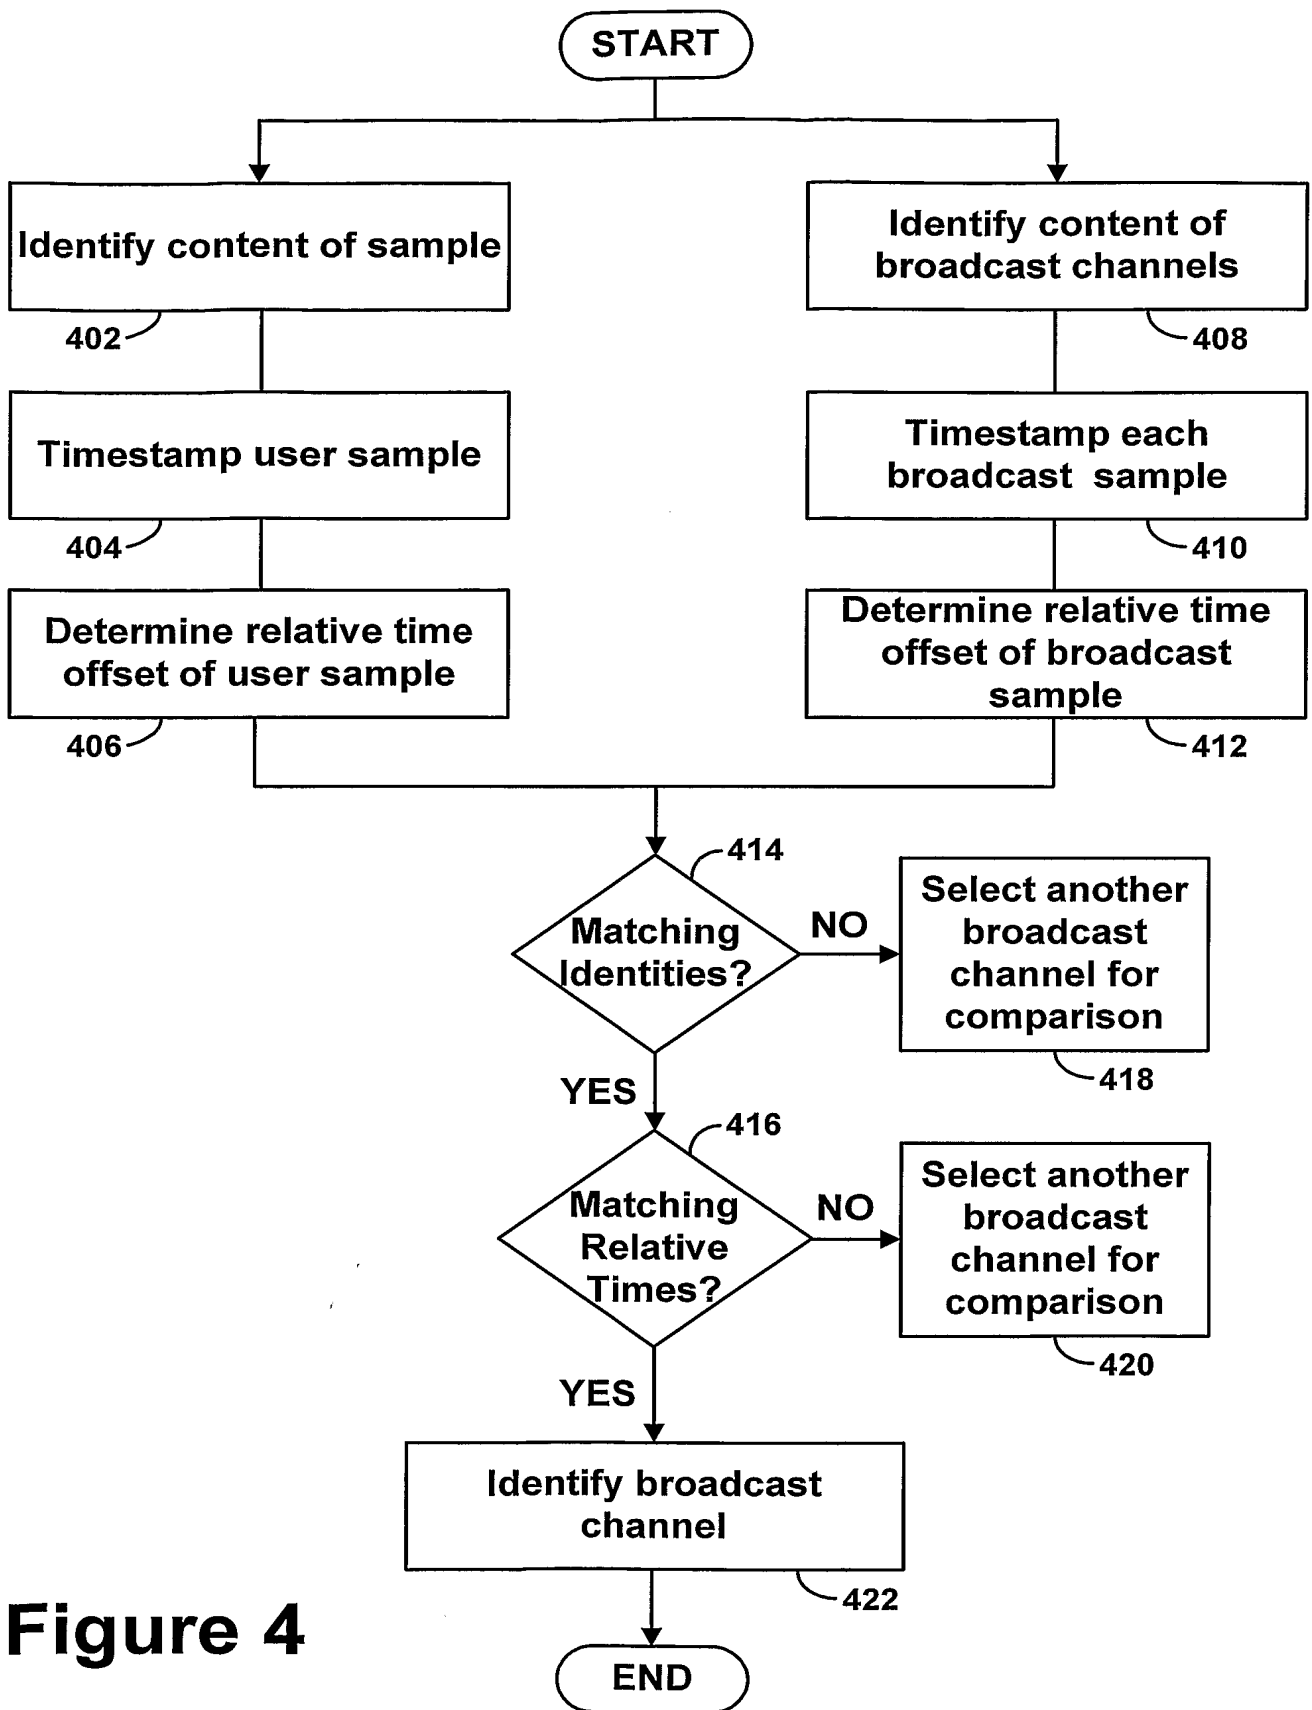 START
Identify content of sample
402
Timestamp user sample
404
Determine relative time
offset of user sample
406
Identify content of
broadcast channels
408
Timestamp each
broadcast sample
410
Determine relative time
offset of broadcast
sample
412
414
Matching
Identities?
NO
Select another
broadcast
channel for
comparison
418
YES
416
Matching
Relative
Times?
NO
Select another
broadcast
channel for
comparison
420
YES
Identify broadcast
channel
422
END
Figure 4